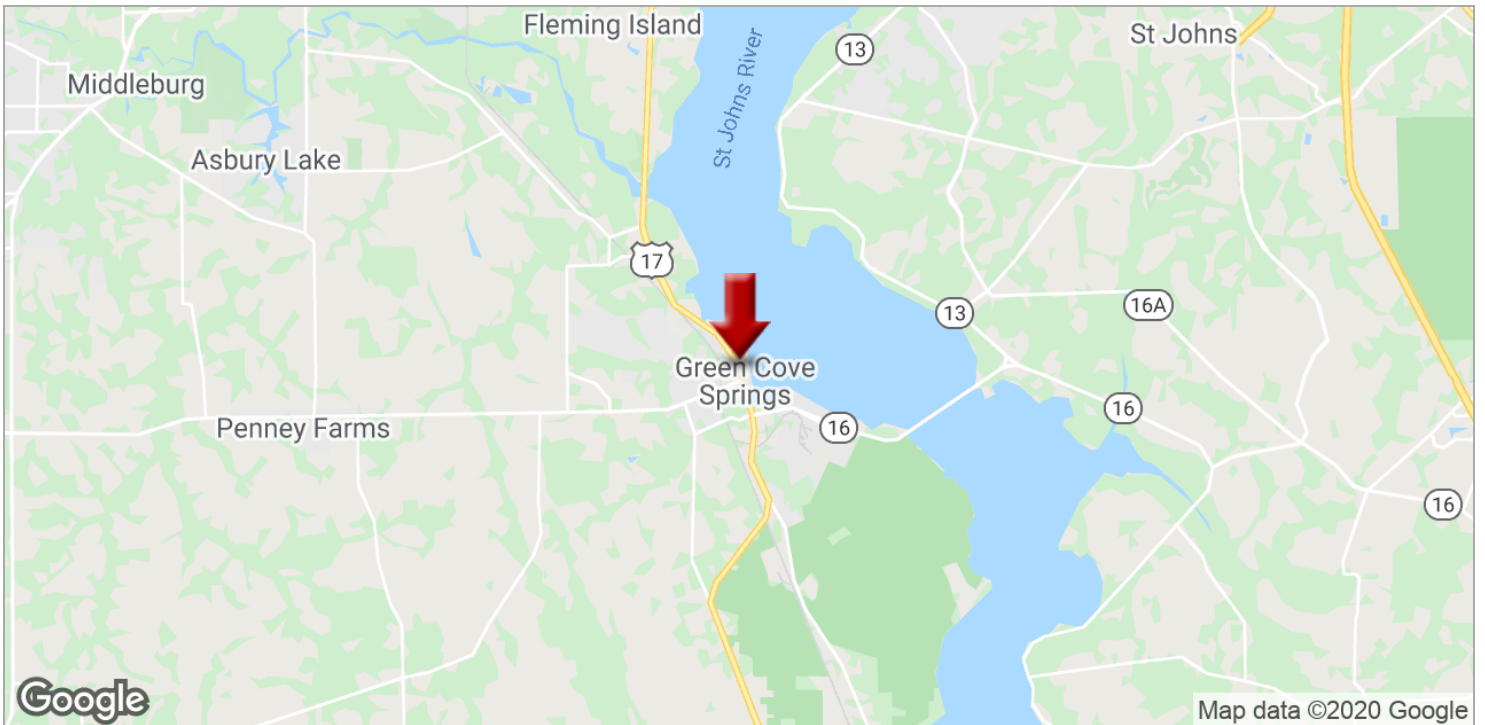 Fleming Island
13
St Johns
St Johns River
Middleburg
Asbury Lake
17
13
16A
Green Cove
Springs
16
Penney Farms
16
16
Google
Map data ©2020 Google